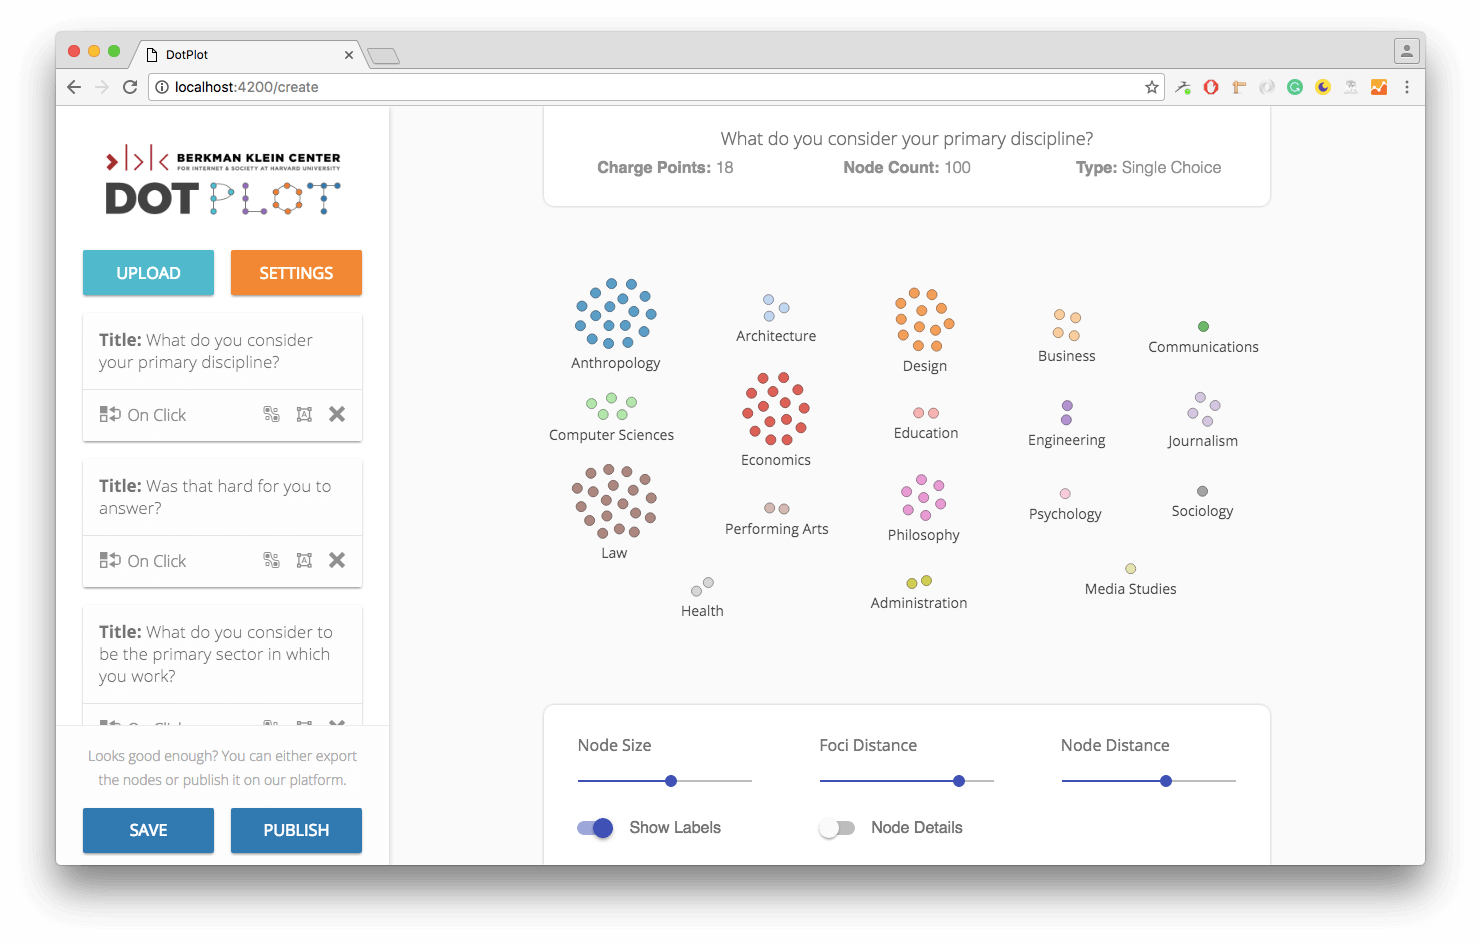 DotPlot
localhost:4200/create
BERKMAN KLEIN CENTER
FOR INTERNET & SOCIETY AT HARVARD UNIVERSITY
DOTPLOT
UPLOAD
SETTINGS
Title: What do you consider
your primary discipline?
On Click
Title: Was that hard for you to
answer?
On Click
Title: What do you consider to
be the primary sector in which
you work?
On Click
Looks good enough? You can either export
the nodes or publish it on our platform.
SAVE
PUBLISH
What do you consider your primary discipline?
Charge Points: 18
Node Count: 100
Type: Single Choice
Anthropology
Architecture
Design
Business
Communications
Computer Sciences
Economics
Education
Engineering
Journalism
Law
Performing Arts
Philosophy
Psychology
Sociology
Health
Administration
Media Studies
Node Size
Foci Distance
Node Distance
Show Labels
Node Details